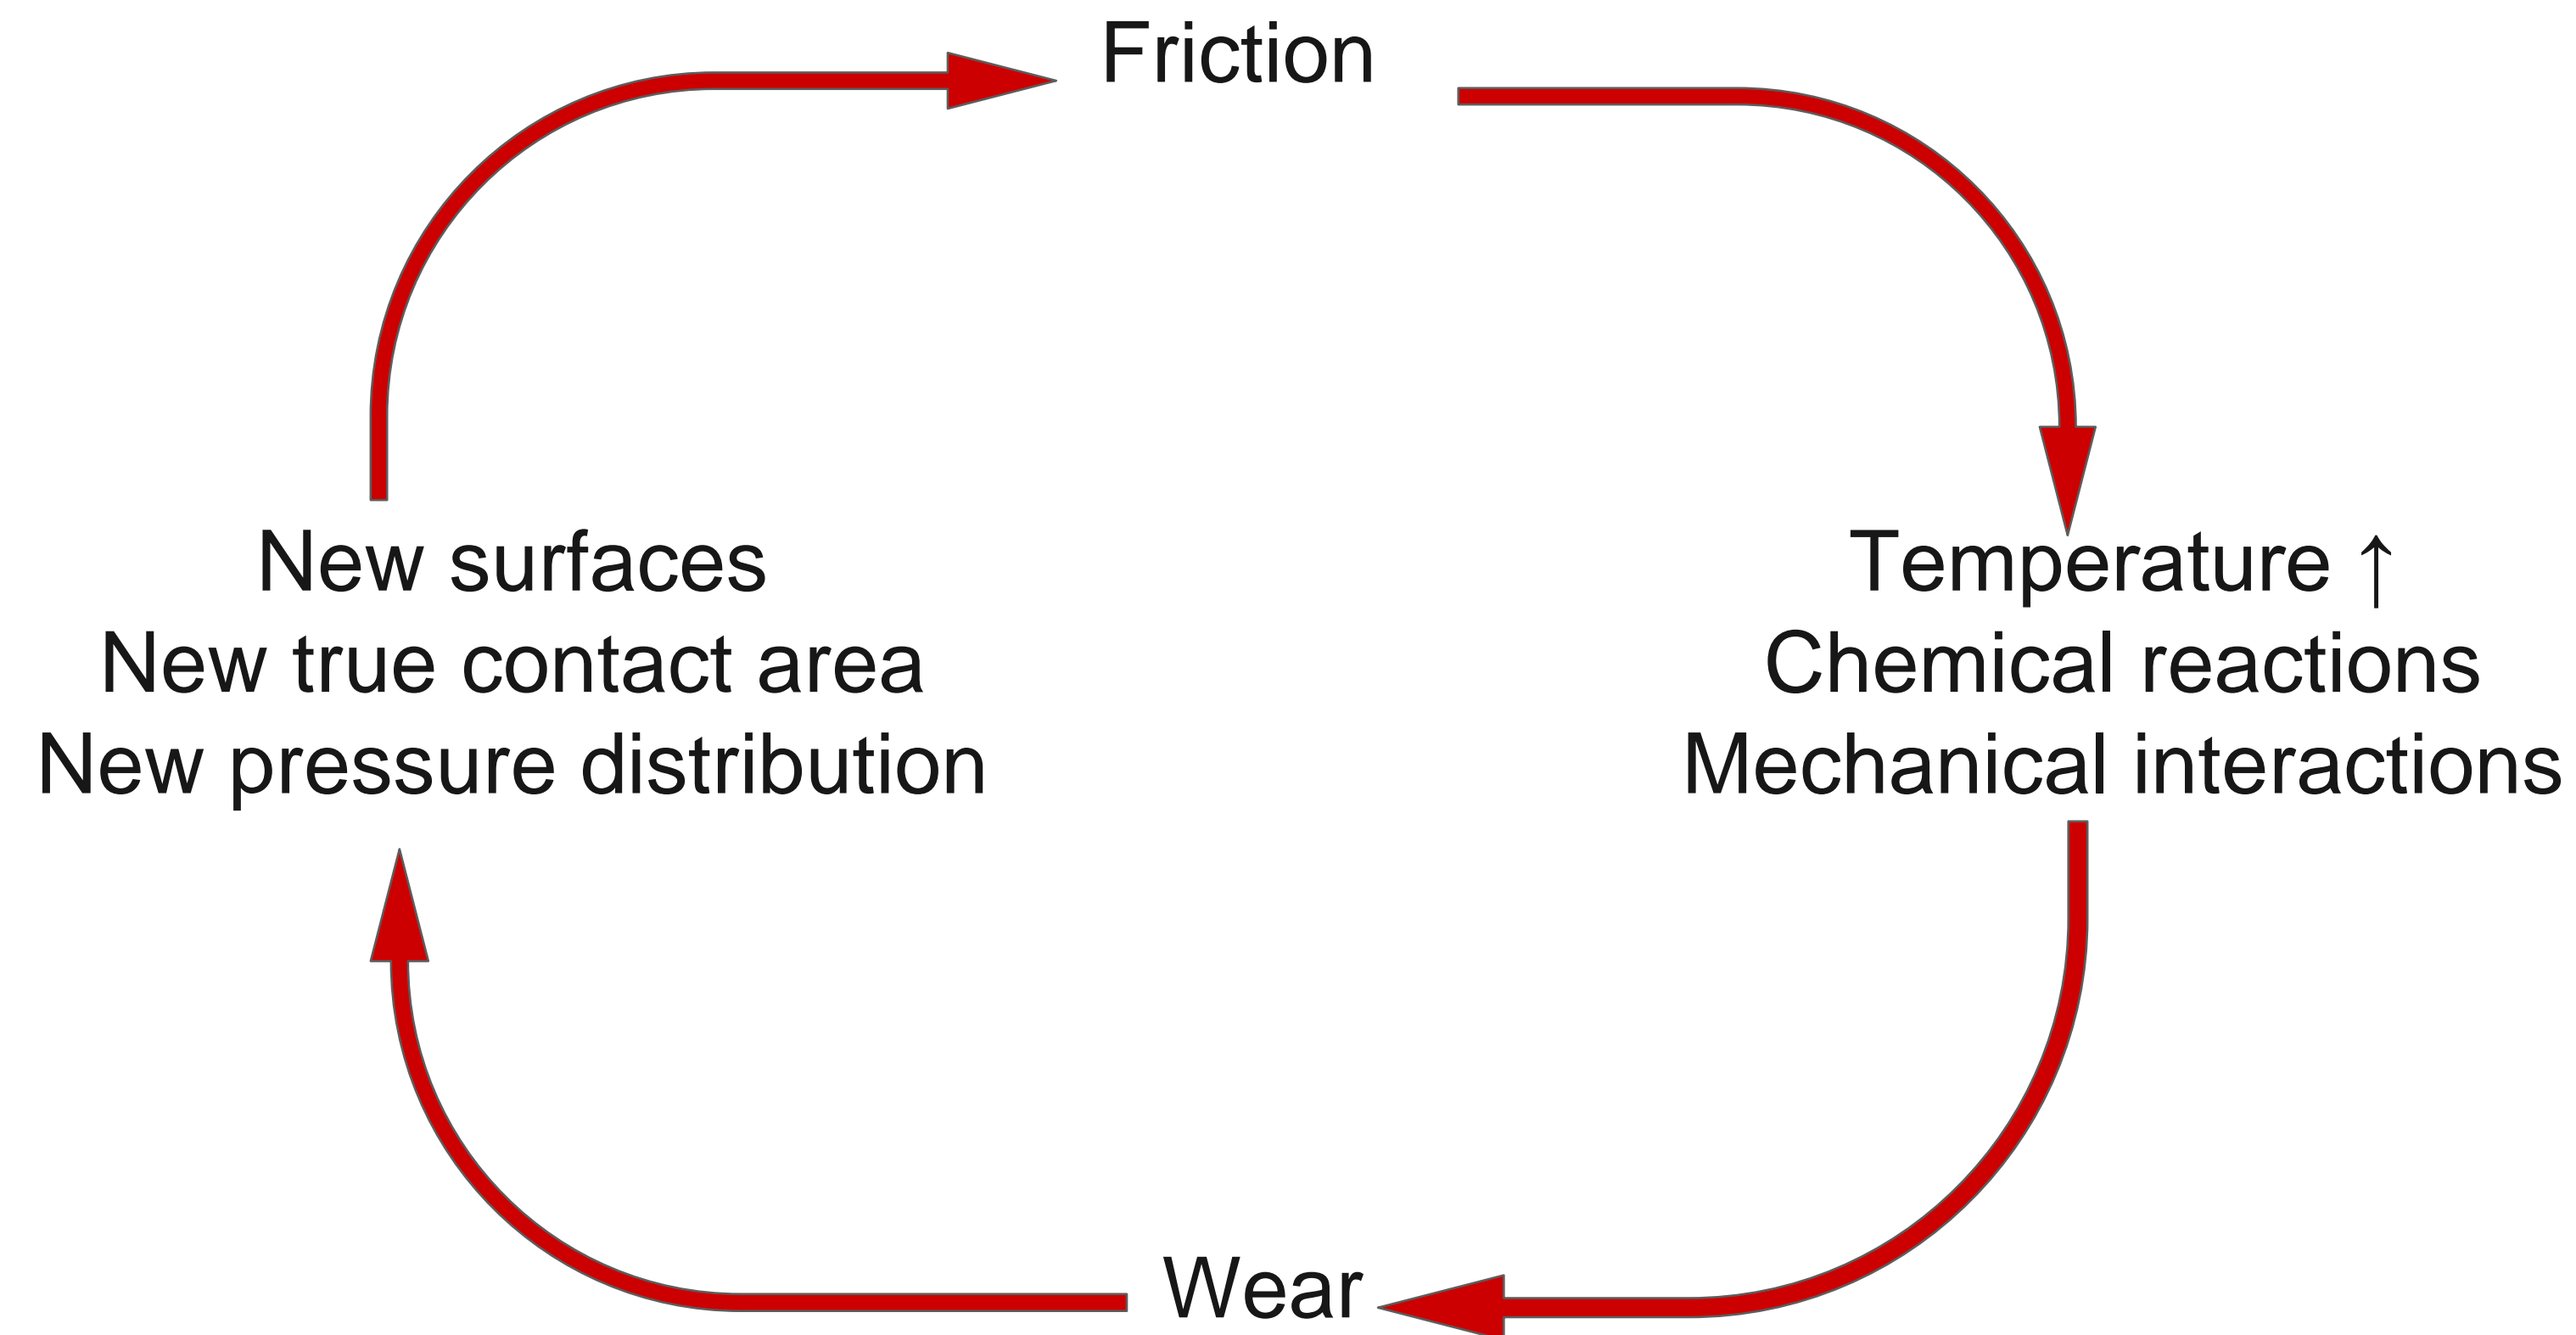 Friction
New surfaces
New true contact area
New pressure distribution
Temperature ↑
Chemical reactions
Mechanical interactions
Wear